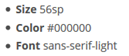 Size 56sp
Color #000000
Font sans-serif-light